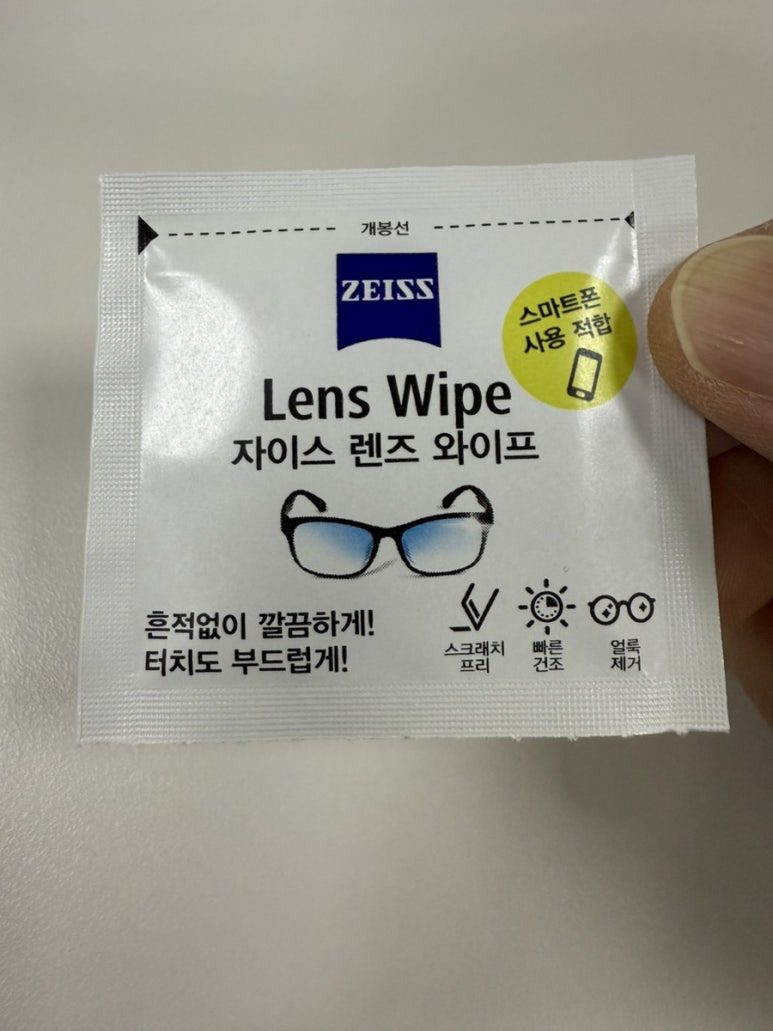 개봉선
ZEISS
스마트폰
사용 적합
Lens Wipe
자이스 렌즈 와이프
흔적없이 깔끔하게!
터치도 부드럽게!
스크래치
프리
빠른
건조
얼룩
제거